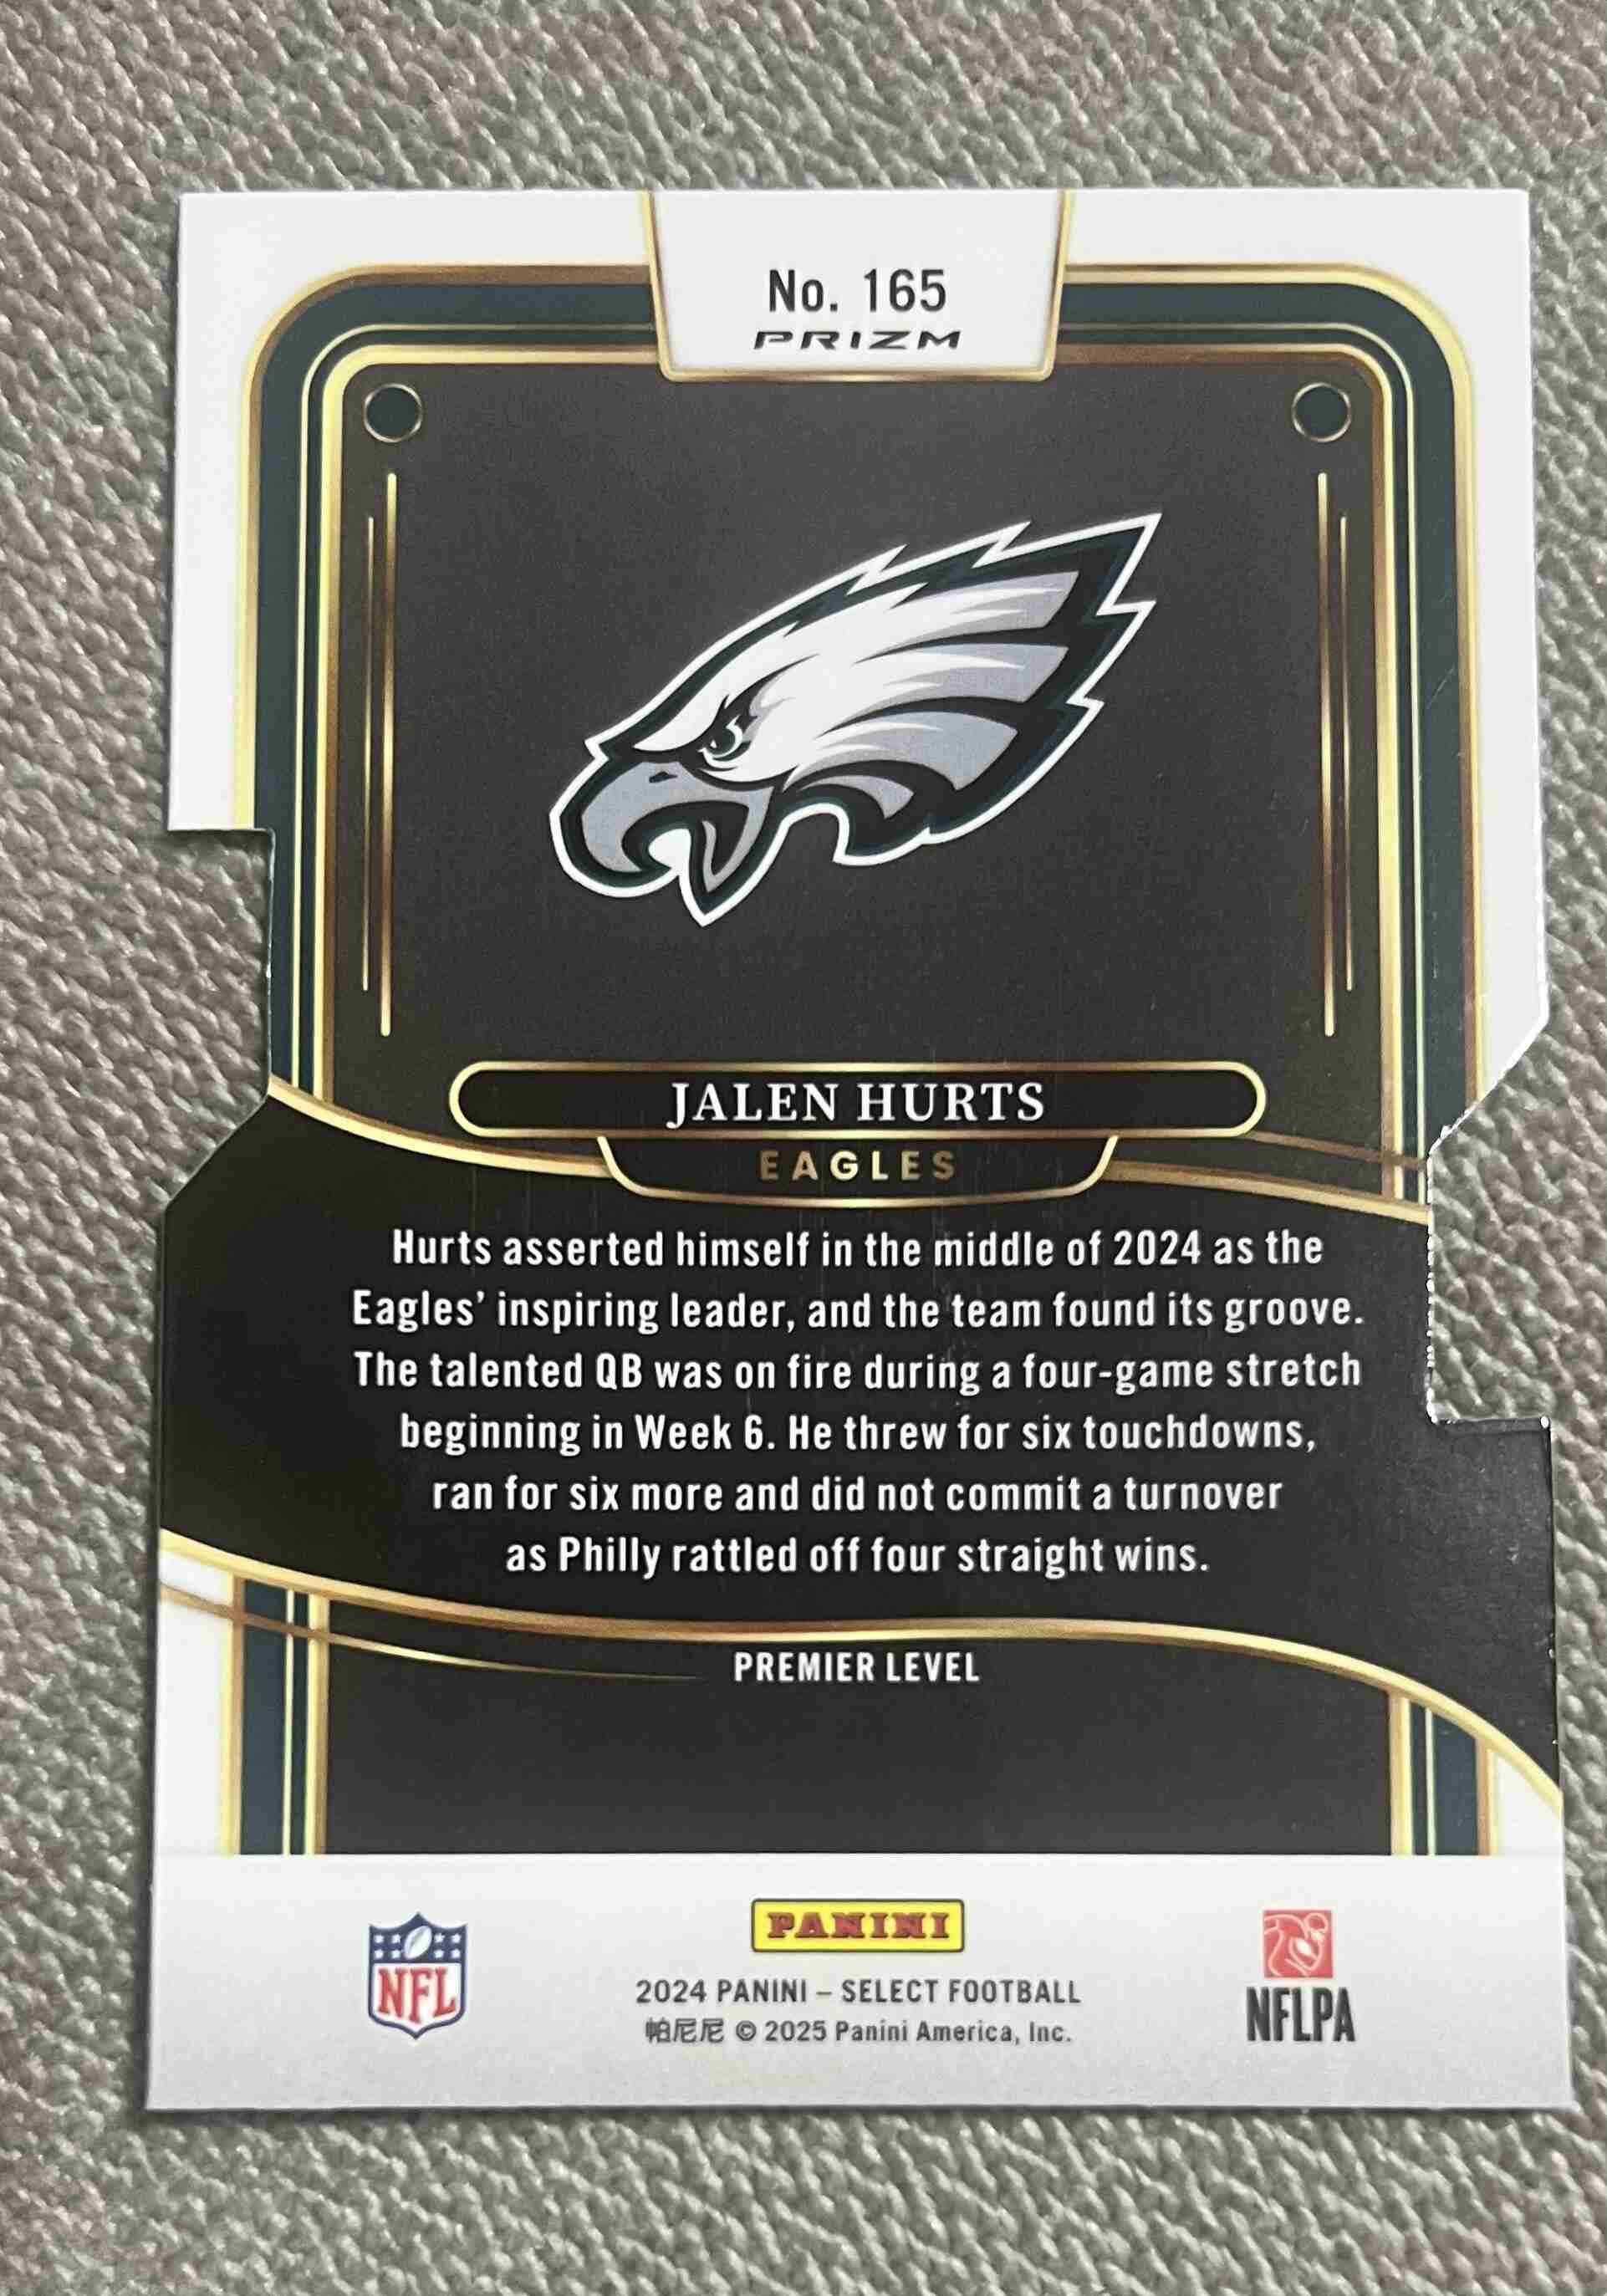 No. 165
PRIZM
JALEN HURTS
EAGLES
Hurts asserted himself in the middle of 2024 as the
Eagles' inspiring leader, and the team found its groove.
The talented QB was on fire during a four-game stretch
beginning in Week 6. He threw for six touchdowns,
ran for six more and did not commit a turnover
as Philly rattled off four straight wins.
PREMIER LEVEL
NFL
PANINI
2024 PANINI – SELECT FOOTBALL
帕尼尼 © 2025 Panini America, Inc.
NFLPA